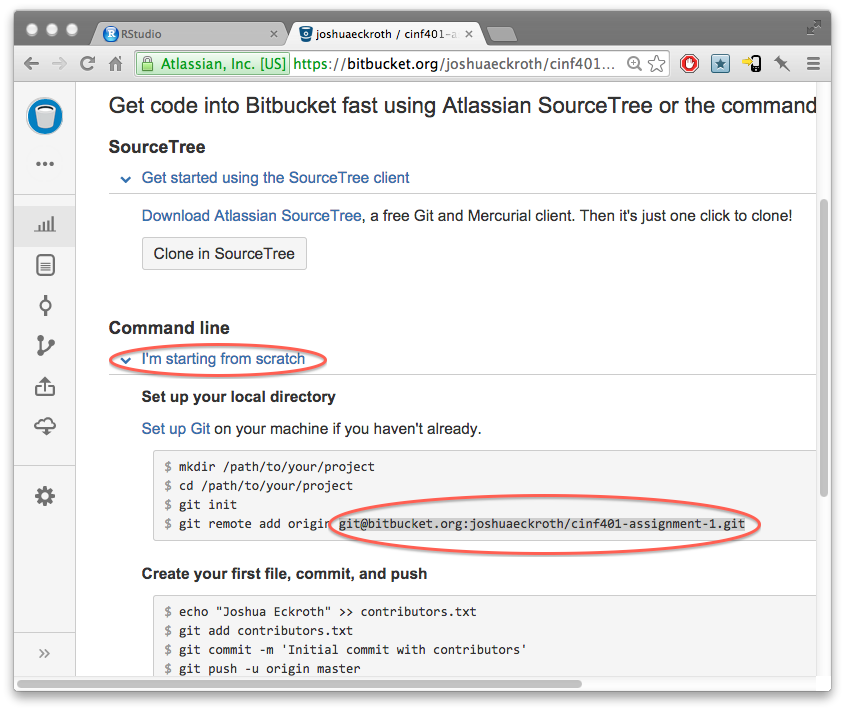 RStudio
joshuaeckroth / cinf401-a
Atlassian, Inc. [US] https://bitbucket.org/joshuaeckroth/cinf401...
Get code into Bitbucket fast using Atlassian SourceTree or the command
SourceTree
Get started using the SourceTree client
Download Atlassian SourceTree, a free Git and Mercurial client. Then it's just one click to clone!
Clone in SourceTree
Command line
I'm starting from scratch
Set up your local directory
Set up Git on your machine if you haven't already.
$ mkdir /path/to/your/project
$ cd /path/to/your/project
$ git init
$ git remote add origin git@bitbucket.org:joshuaeckroth/cinf401-assignment-1.git
Create your first file, commit, and push
$ echo "Joshua Eckroth" >> contributors.txt
$ git add contributors.txt
$ git commit -m 'Initial commit with contributors'
$ git push -u origin master